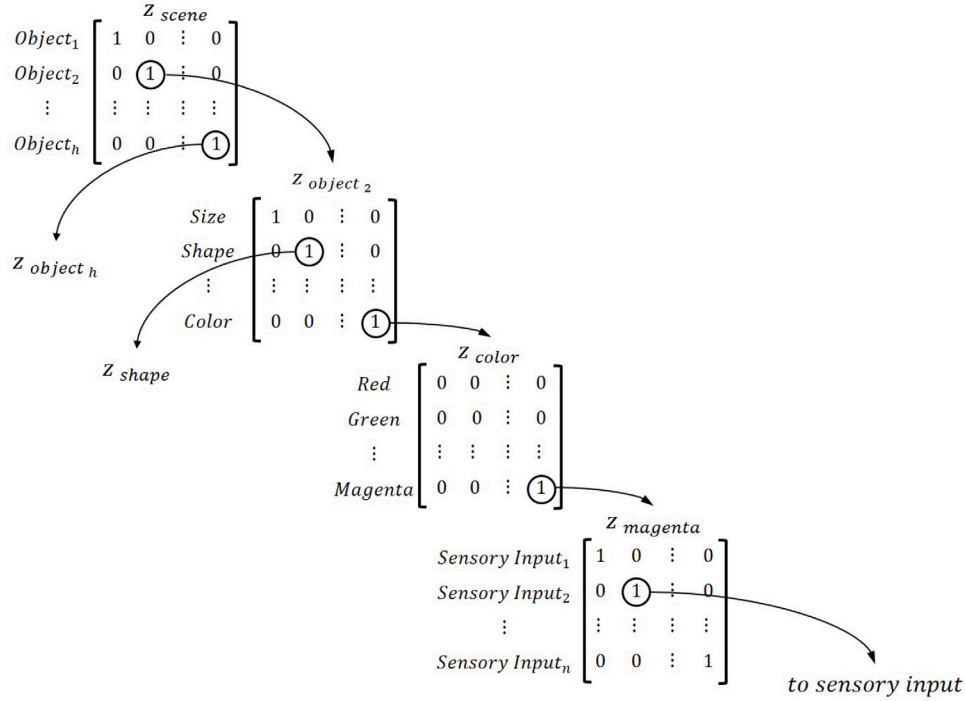 z scene
Object₁ 1 0 ⋮ 0
Object₂ 0 1 ⋮ 0
⋮ ⋮ ⋮ ⋮ ⋮
Objectₕ 0 0 ⋮ 1
z object ₂
Size 1 0 ⋮ 0
Shape 0 1 ⋮ 0
z object h
⋮ ⋮ ⋮ ⋮ ⋮
Color 0 0 ⋮ 1
z shape
z color
Red 0 0 ⋮ 0
Green 0 0 ⋮ 0
⋮ ⋮ ⋮ ⋮ ⋮
Magenta 0 0 ⋮ 1
z magenta
Sensory Input₁ 1 0 ⋮ 0
Sensory Input₂ 0 1 ⋮ 0
⋮ ⋮ ⋮ ⋮ ⋮
Sensory Inputₙ 0 0 ⋮ 1
to sensory input